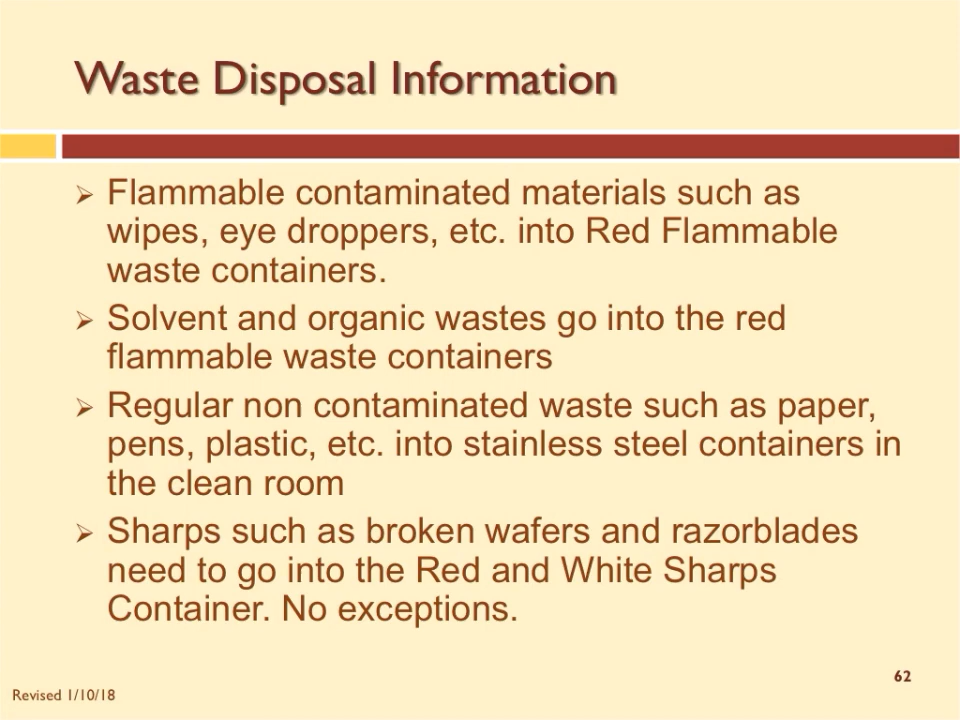 Waste Disposal Information
Flammable contaminated materials such as
wipes, eye droppers, etc. into Red Flammable
waste containers.
Solvent and organic wastes go into the red
flammable waste containers
Regular non contaminated waste such as paper,
pens, plastic, etc. into stainless steel containers in
the clean room
Sharps such as broken wafers and razorblades
need to go into the Red and White Sharps
Container. No exceptions.
62
Revised 1/10/18